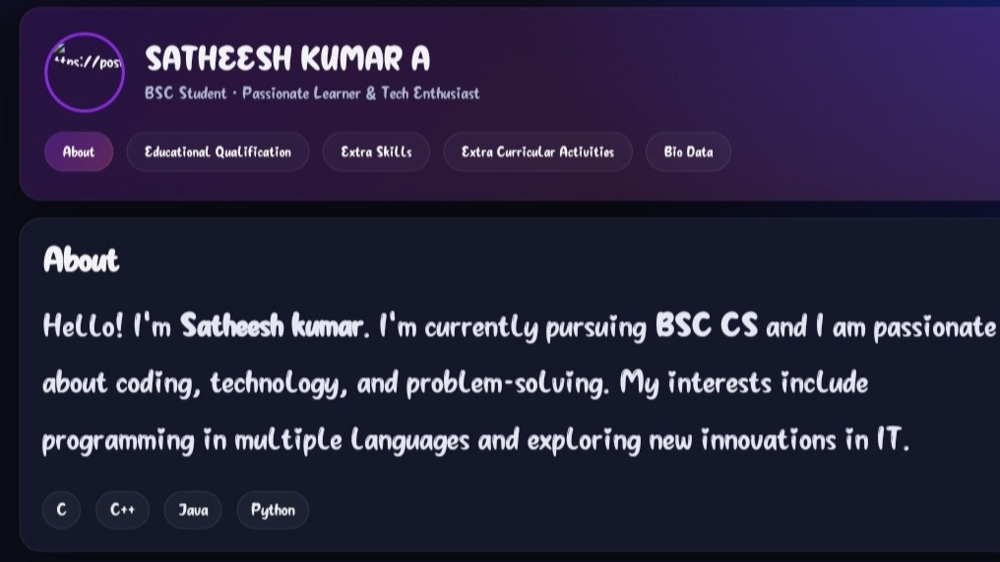 SATHEESH KUMAR A
BSC Student • Passionate Learner & Tech Enthusiast
About
Educational Qualification
Extra Skills
Extra Curricular Activities
Bio Data
About
Hello! I'm Satheesh kumar. I'm currently pursuing BSC CS and I am passionate
about coding, technology, and problem-solving. My interests include
programming in multiple languages and exploring new innovations in IT.
C
C++
Java
Python